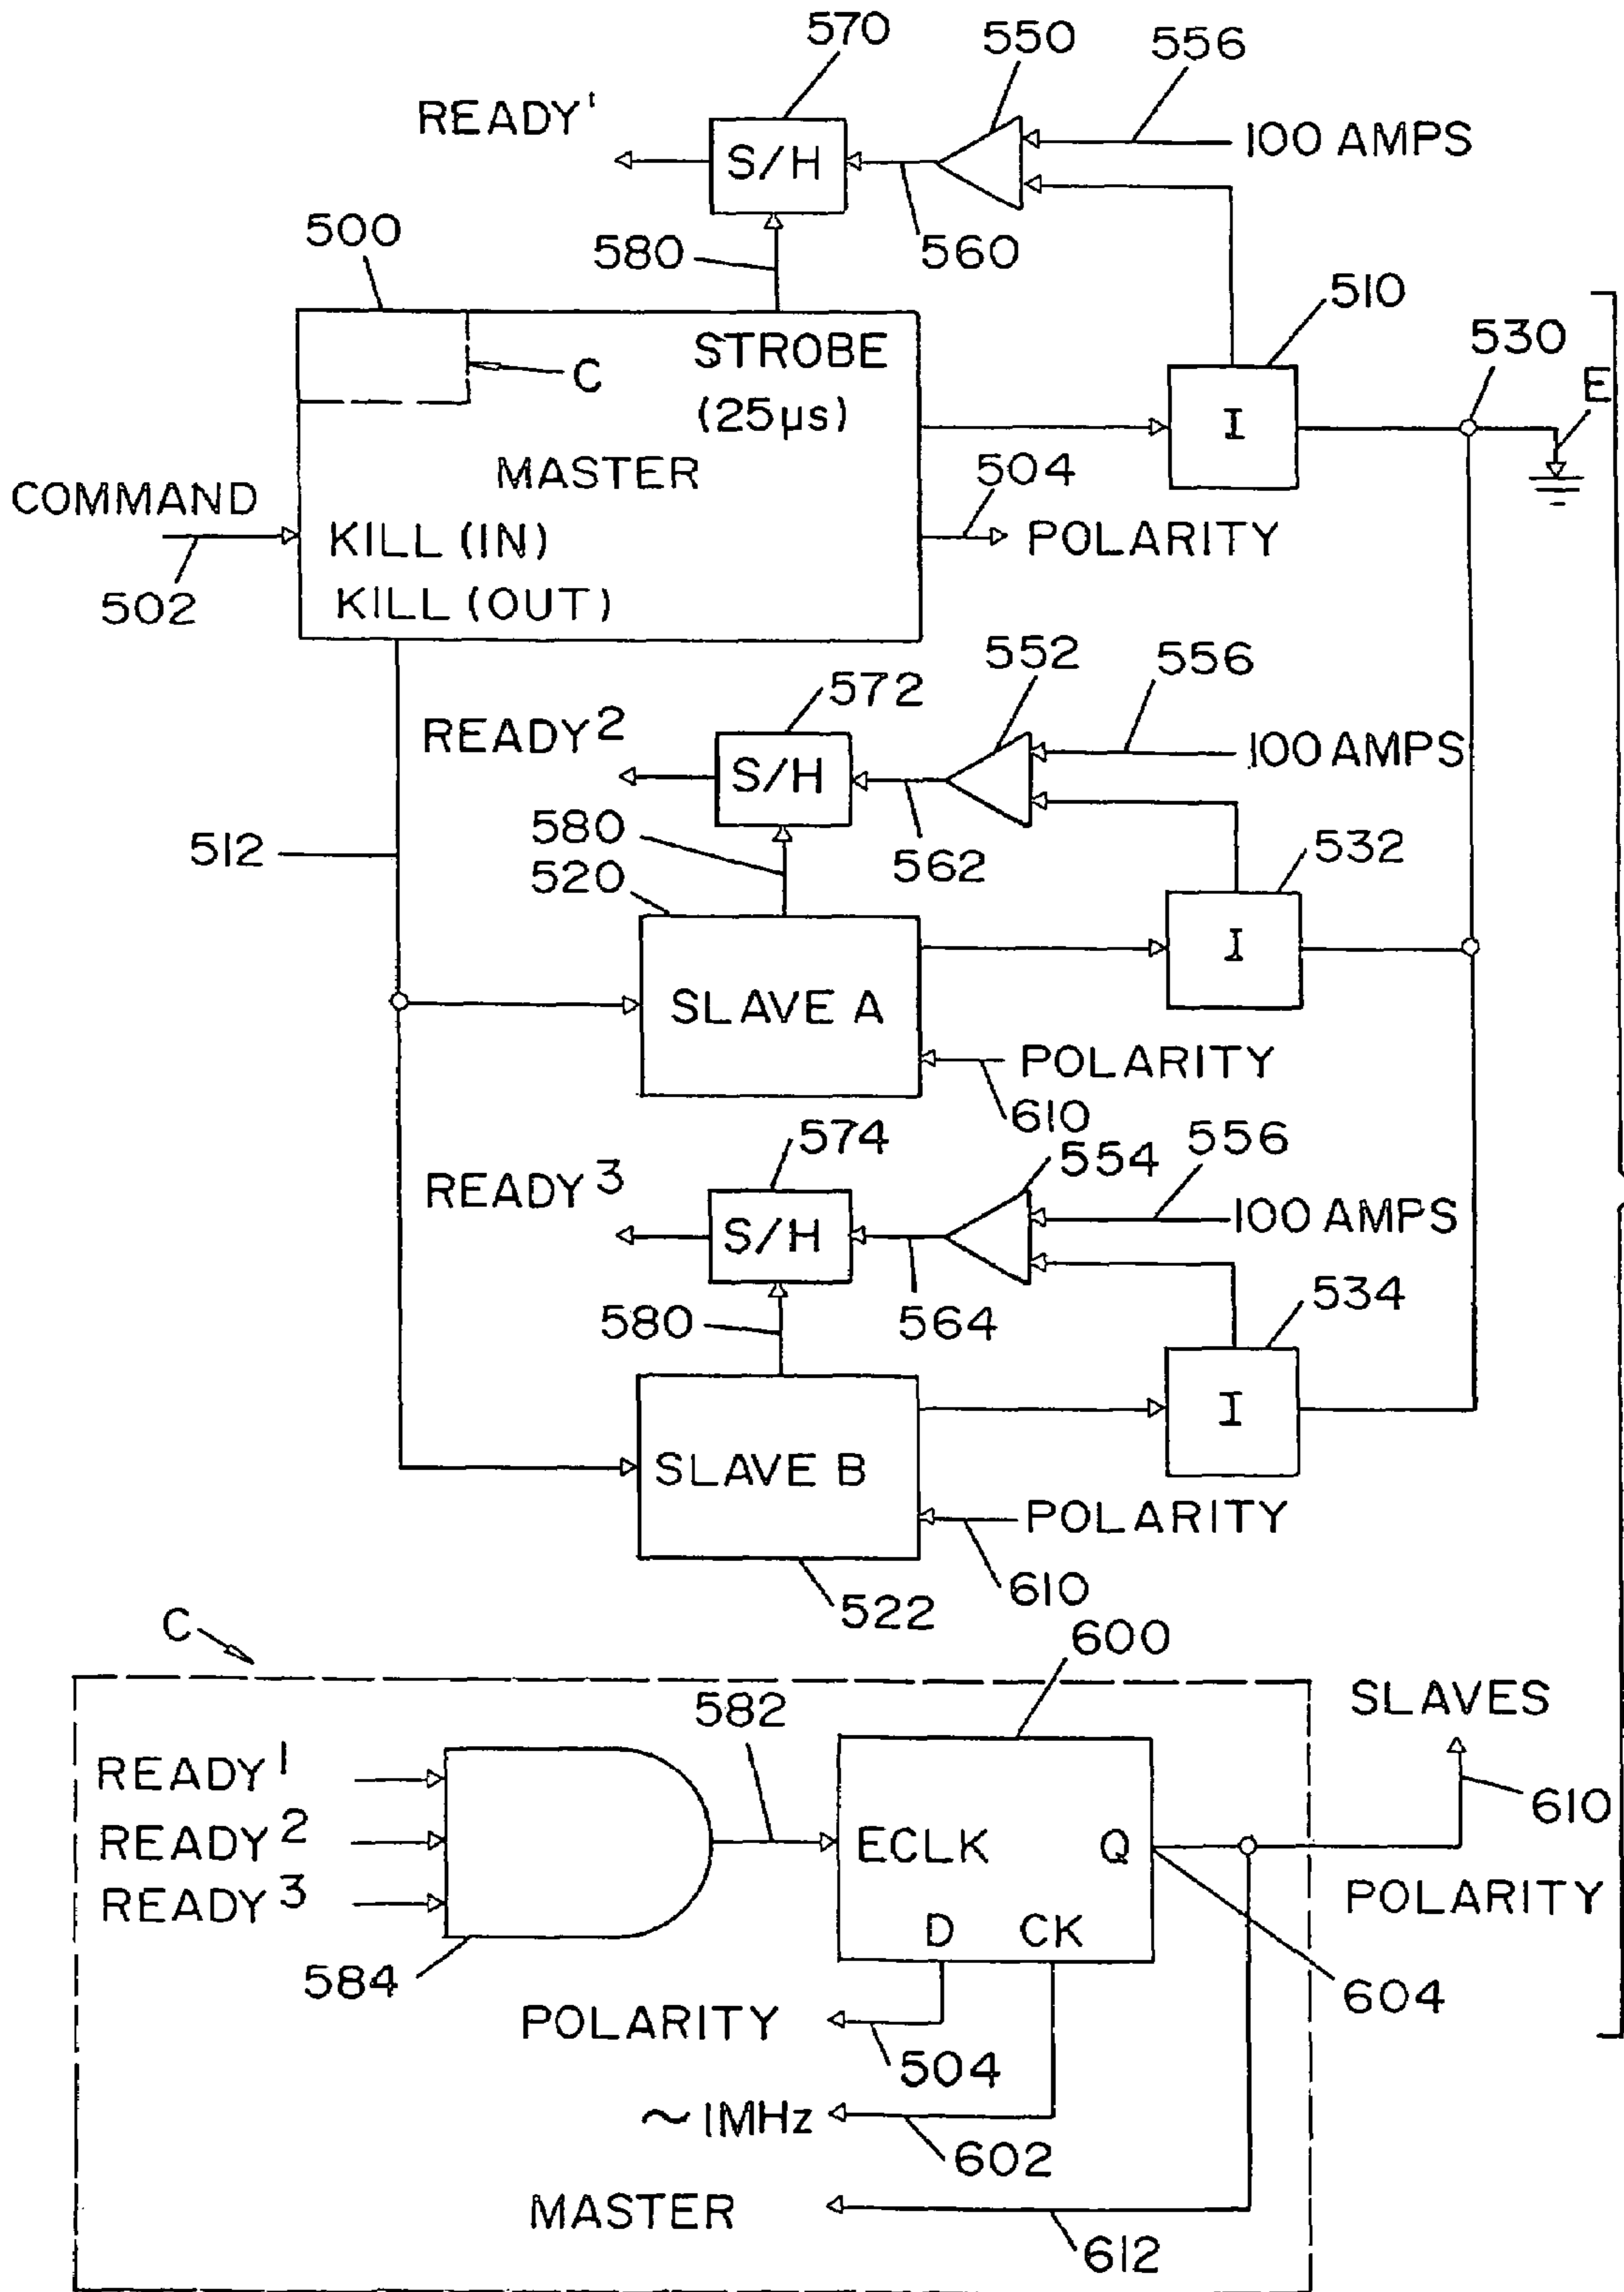 570
550
556
READY¹
S/H
100 AMPS
500
580
560
510
530
E
C
STROBE
(25µs)
I
MASTER
504
COMMAND
KILL (IN)
POLARITY
502
KILL (OUT)
552
556
572
READY²
S/H
100 AMPS
580
512
520
562
532
I
SLAVE A
POLARITY
610
574
554
556
READY³
S/H
100 AMPS
580
564
534
I
SLAVE B
POLARITY
610
522
C
600
582
SLAVES
READY¹
READY²
READY³
ECLK
Q
610
POLARITY
D
CK
584
604
POLARITY
504
~1MHz
602
MASTER
612